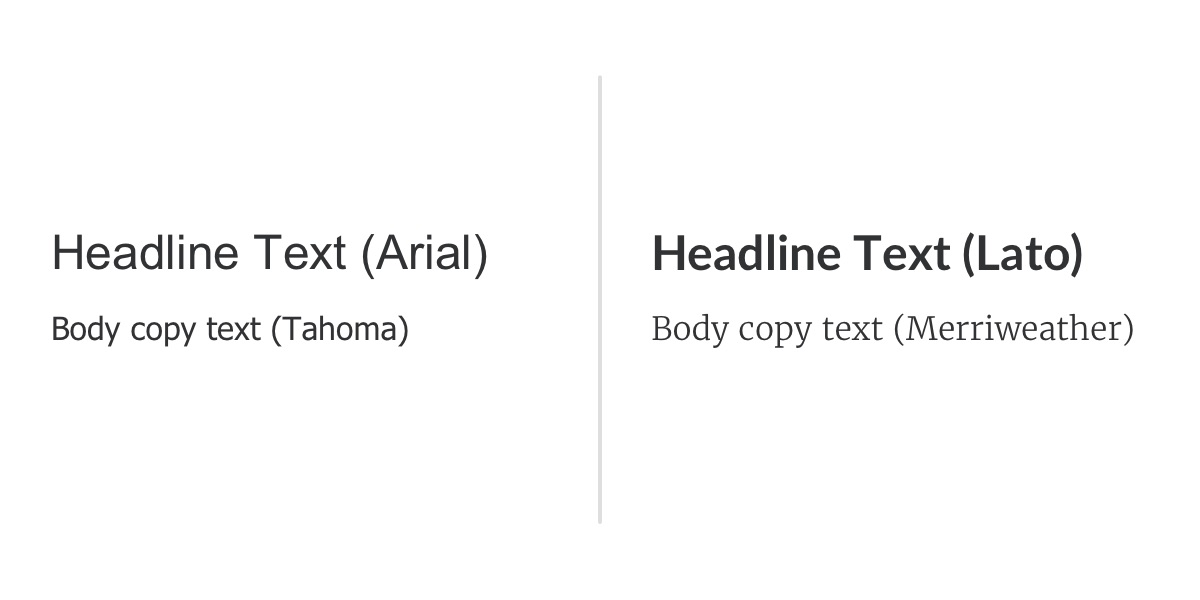 Headline Text (Arial)
Body copy text (Tahoma)
Headline Text (Lato)
Body copy text (Merriweather)